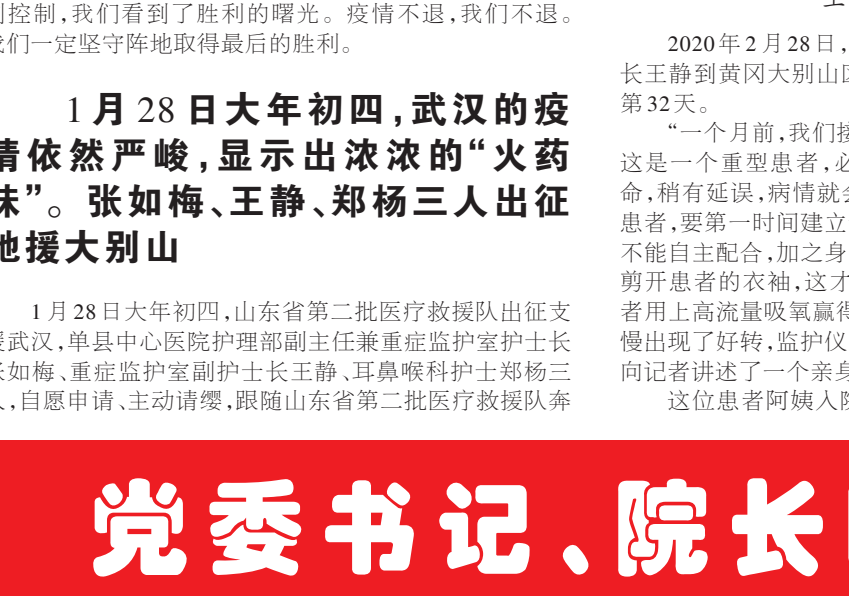 控制,我们看到了胜利的曙光。疫情不退,我们不退。
们一定坚守阵地取得最后的胜利。
1月28日大年初四,武汉的疫
情依然严峻,显示出浓浓的“火药
味”。张如梅、王静、郑杨三人出征
驰援大别山
1月28日大年初四,山东省第二批医疗救援队出征支
援武汉,单县中心医院护理部副主任兼重症监护室护士长
张如梅、重症监护室副护士长王静、耳鼻喉科护士郑杨三
人,自愿申请、主动请缨,跟随山东省第二批医疗救援队奔
2020年2月28日,
长王静到黄冈大别山区
第32天。
“一个月前,我们接
这是一个重型患者,必
命,稍有延误,病情就会
患者,要第一时间建立
不能自主配合,加之身
剪开患者的衣袖,这才
者用上高流量吸氧赢得
慢出现了好转,监护仪
向记者讲述了一个亲身
这位患者阿姨入院
党委书记、院长